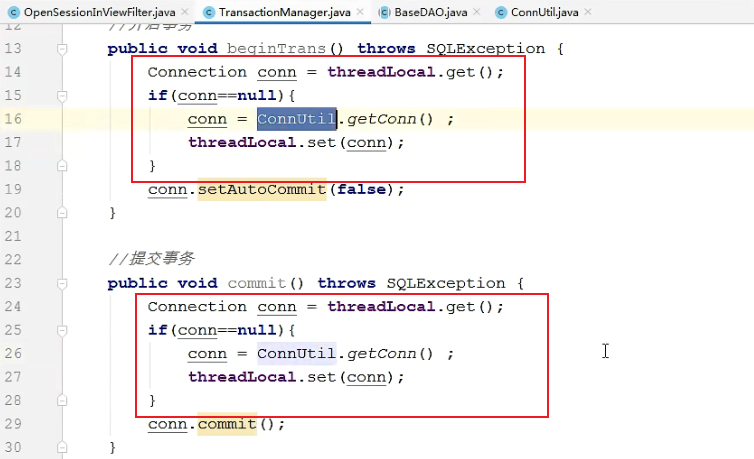 OpenSessionInViewFilter.java × TransactionManager.java × BaseDAO.java × ConnUtil.java ×
12 //开启事务
13 public void beginTrans() throws SQLException {
14 Connection conn = threadLocal.get();
15 if(conn==null){
16 conn = ConnUtil.getConn() ;
17 threadLocal.set(conn);
18 }
19 conn.setAutoCommit(false);
20 }
21
22 //提交事务
23 public void commit() throws SQLException {
24 Connection conn = threadLocal.get();
25 if(conn==null){
26 conn = ConnUtil.getConn() ;
27 threadLocal.set(conn);
28 }
29 conn.commit();
30 }